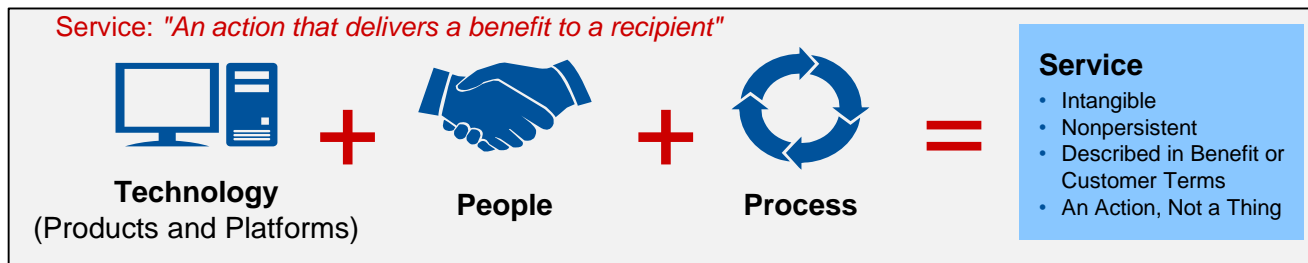 Service: "An action that delivers a benefit to a recipient"
Technology
(Products and Platforms)
+
People
+
Process
=
Service
• Intangible
• Nonpersistent
• Described in Benefit or
Customer Terms
• An Action, Not a Thing